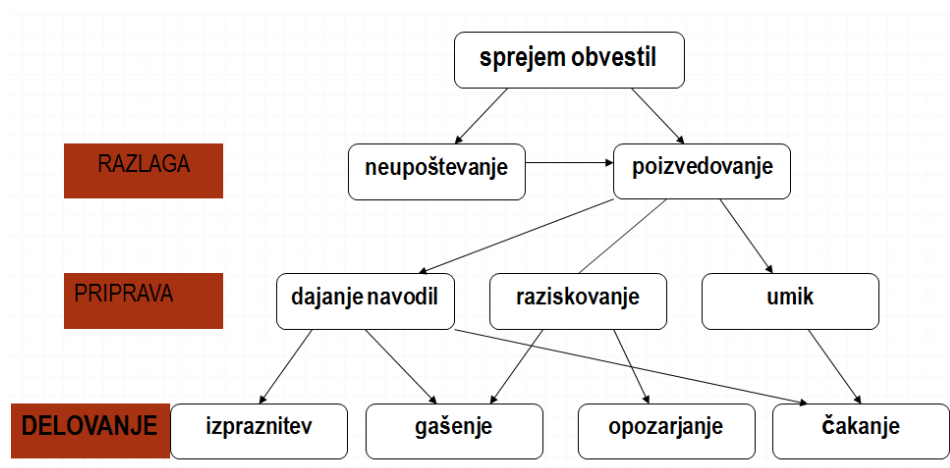 sprejem obvestil
RAZLAGA
neupoštevanje
poizvedovanje
PRIPRAVA
dajanje navodil
raziskovanje
umik
DELOVANJE
izpraznitev
gašenje
opozarjanje
čakanje